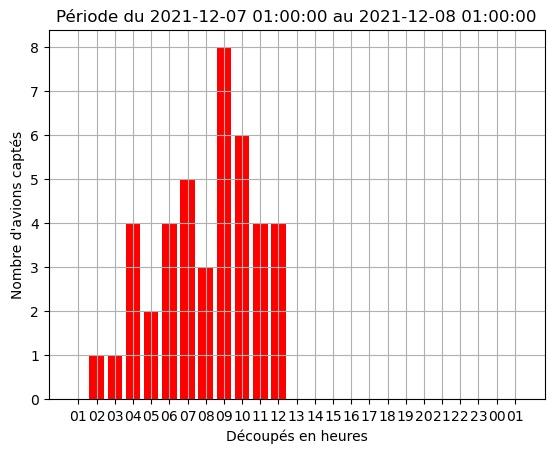 Période du 2021-12-07 01:00:00 au 2021-12-08 01:00:00
8
7
6
5
4
3
2
1
0
Nombre d'avions captés
01 02 03 04 05 06 07 08 09 10 11 12 13 14 15 16 17 18 19 20 21 22 23 00 01
Découpés en heures